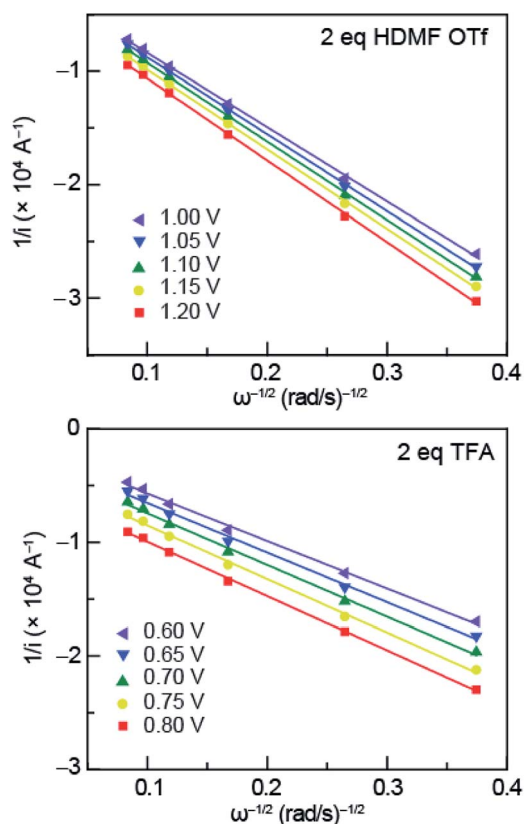 2 eq HDMF OTf
−1
−2
−3
1/i (× 10⁴ A⁻¹)
1.00 V
1.05 V
1.10 V
1.15 V
1.20 V
0.1 0.2 0.3 0.4
ω⁻¹/² (rad/s)⁻¹/²
2 eq TFA
0
−1
−2
−3
1/i (× 10⁴ A⁻¹)
0.60 V
0.65 V
0.70 V
0.75 V
0.80 V
0.1 0.2 0.3 0.4
ω⁻¹/² (rad/s)⁻¹/²